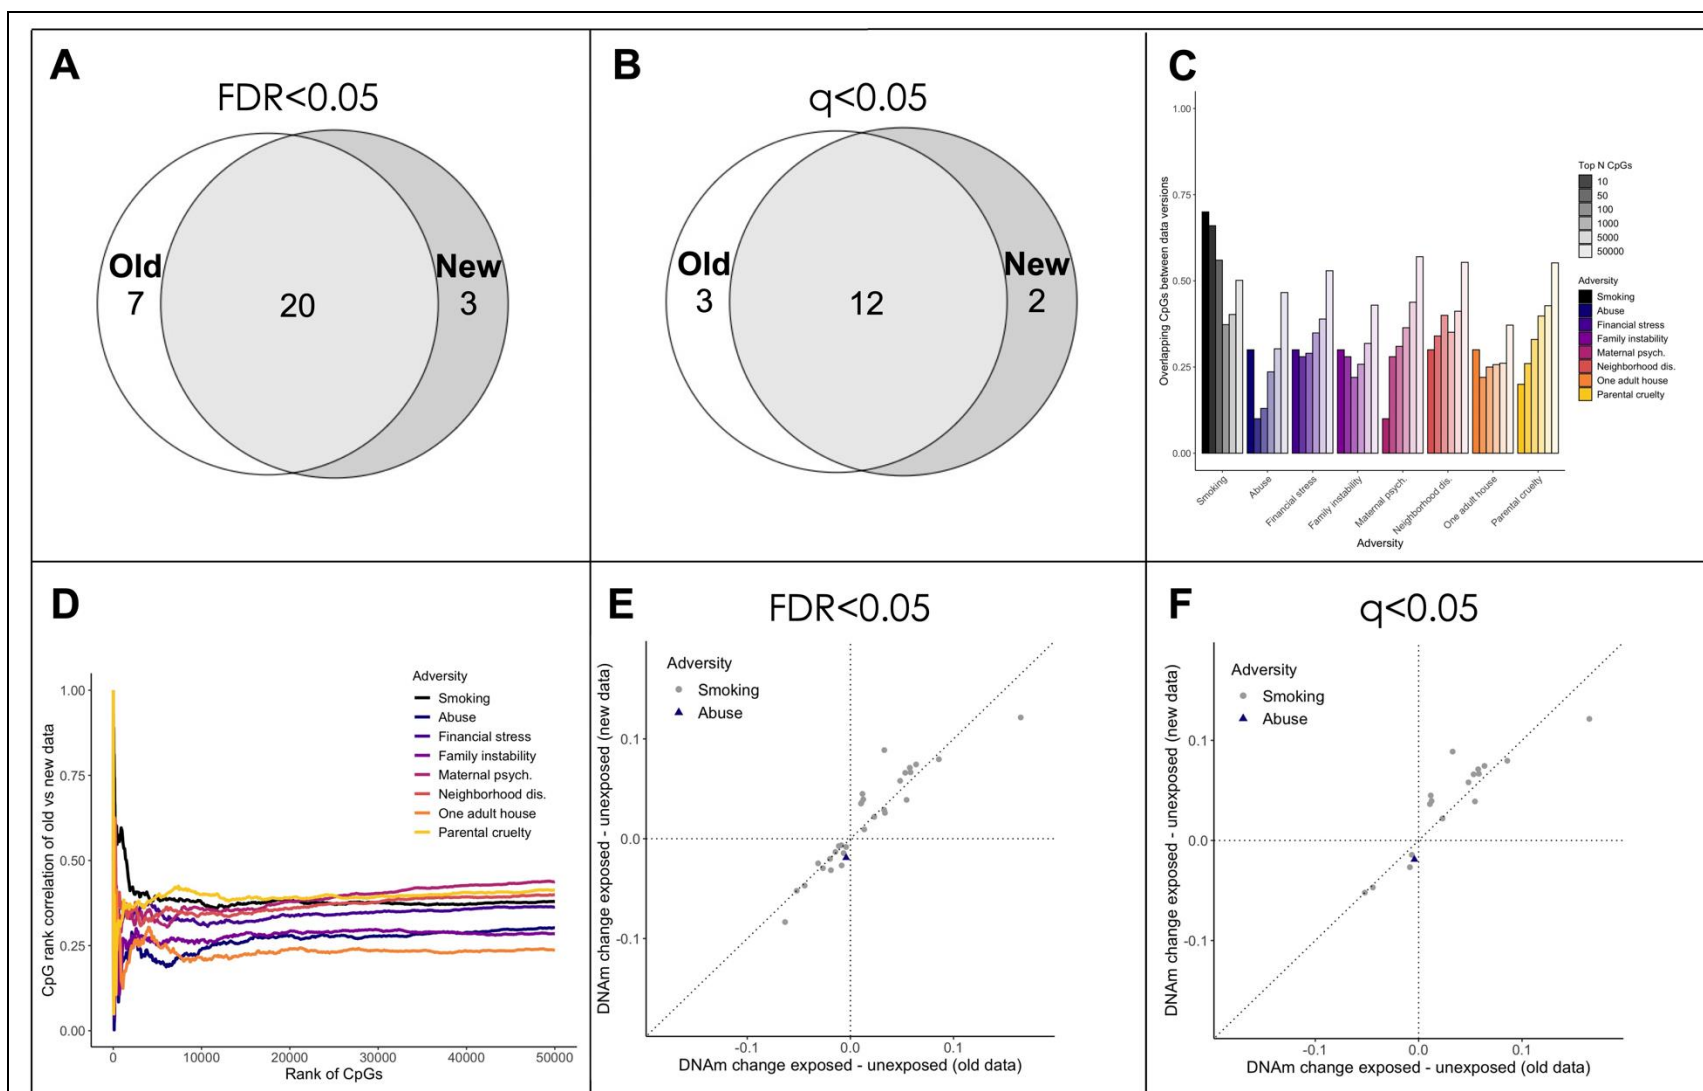 A
FDR<0.05
Old
7
20
New
3
B
q<0.05
Old
3
12
New
2
C
1.00
0.75
0.50
0.25
0.00
Overlapping CpGs between data versions
Smoking
Abuse
Financial stress
Family instability
Maternal psych.
Neighborhood dis.
One adult house
Parental cruelty
Adversity
Top N CpGs
10
50
100
1000
5000
50000
Adversity
Smoking
Abuse
Financial stress
Family instability
Maternal psych.
Neighborhood dis.
One adult house
Parental cruelty
D
CpG rank correlation of old vs new data
1.00
0.75
0.50
0.25
0.00
0
10000
20000
30000
40000
50000
Rank of CpGs
Adversity
Smoking
Abuse
Financial stress
Family instability
Maternal psych.
Neighborhood dis.
One adult house
Parental cruelty
E
FDR<0.05
DNAm change exposed - unexposed (new data)
Adversity
Smoking
Abuse
0.1
0.0
-0.1
-0.1
0.0
0.1
DNAm change exposed - unexposed (old data)
F
q<0.05
DNAm change exposed - unexposed (new data)
Adversity
Smoking
Abuse
0.1
0.0
-0.1
-0.1
0.0
0.1
DNAm change exposed - unexposed (old data)